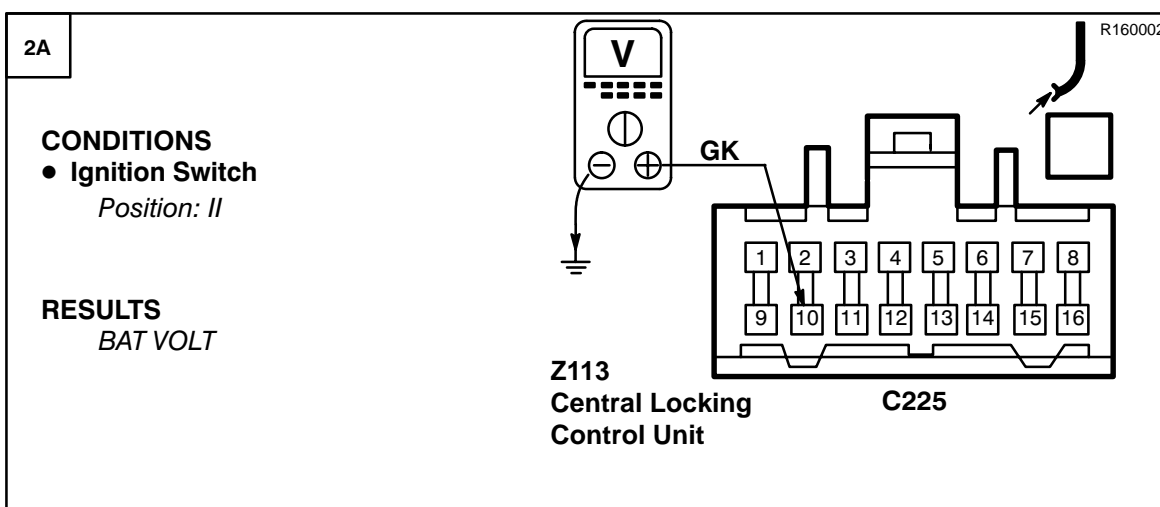 2A
R160002
CONDITIONS
● Ignition Switch
Position: II
RESULTS
BAT VOLT
V
GK
1 2 3 4 5 6 7 8
9 10 11 12 13 14 15 16
Z113
Central Locking
Control Unit
C225